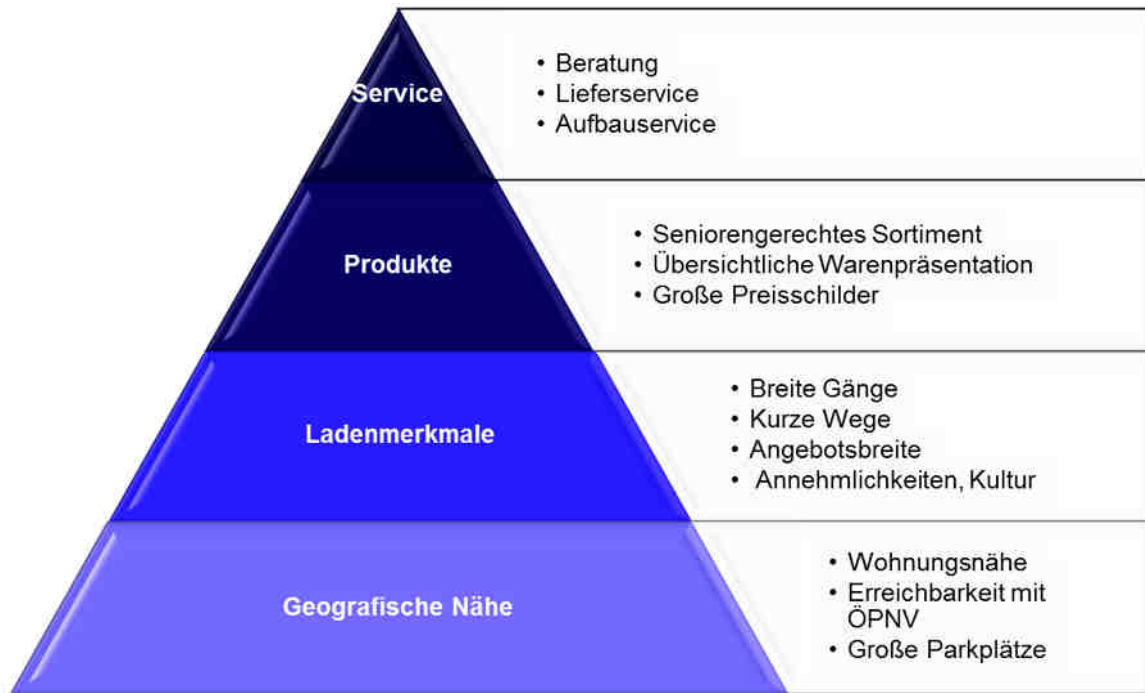 Service
• Beratung
• Lieferservice
• Aufbauservice
Produkte
• Seniorengerechtes Sortiment
• Übersichtliche Warenpräsentation
• Große Preisschilder
Ladenmerkmale
• Breite Gänge
• Kurze Wege
• Angebotsbreite
• Annehmlichkeiten, Kultur
Geografische Nähe
• Wohnungsnähe
• Erreichbarkeit mit
ÖPNV
• Große Parkplätze